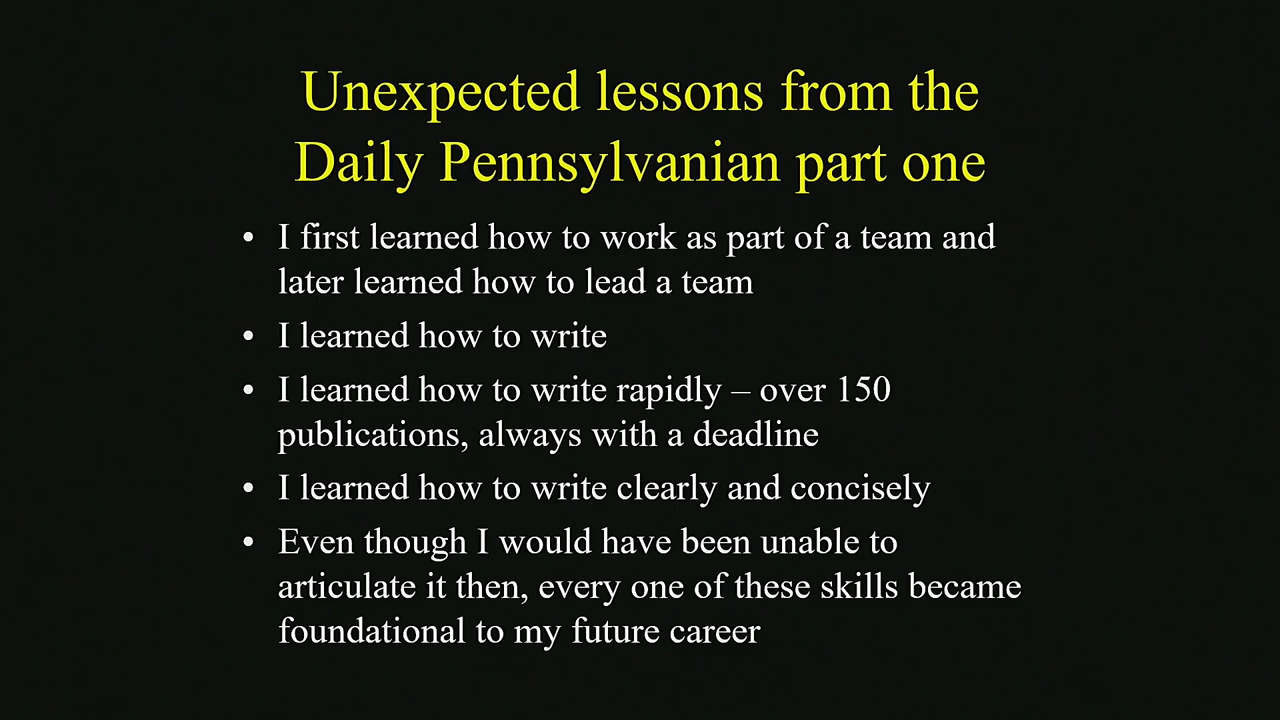 Unexpected lessons from the
Daily Pennsylvanian part one
• I first learned how to work as part of a team and
later learned how to lead a team
• I learned how to write
• I learned how to write rapidly – over 150
publications, always with a deadline
• I learned how to write clearly and concisely
• Even though I would have been unable to
articulate it then, every one of these skills became
foundational to my future career